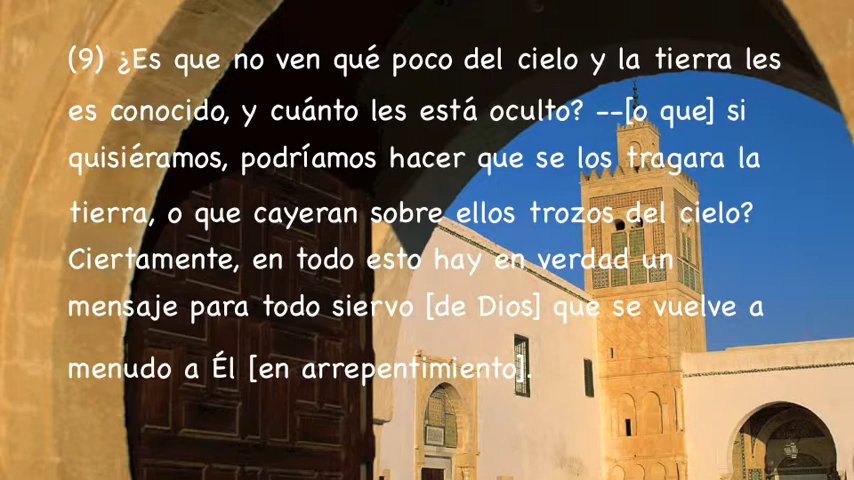 (9) ¿Es que no ven qué poco del cielo y la tierra les
es conocido, y cuánto les está oculto? --[o que] si
quisiéramos, podríamos hacer que se los tragara la
tierra, o que cayeran sobre ellos trozos del cielo?
Ciertamente, en todo esto hay en verdad un
mensaje para todo siervo [de Dios] que se vuelve a
menudo a Él [en arrepentimiento].